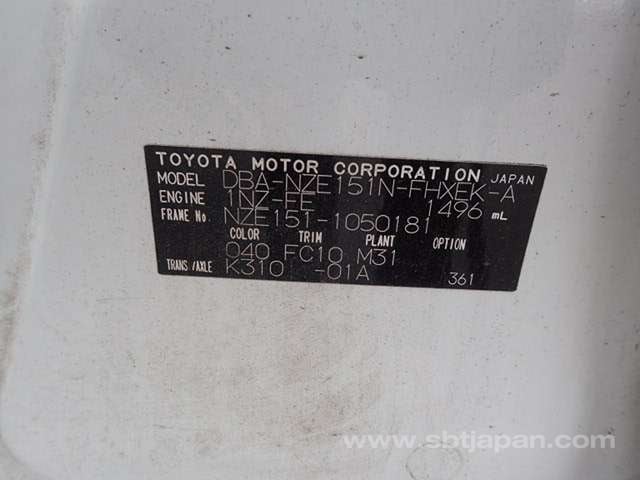 TOYOTA MOTOR CORPORATION JAPAN
MODEL DBA-NZE151N-FHXEK-A
ENGINE 1NZ-FE 1496 mL
FRAME No. NZE151-1050181
COLOR TRIM PLANT OPTION
040 FC10 M31
TRANS/AXLE K310 -01A 361
www.sbtjapan.com